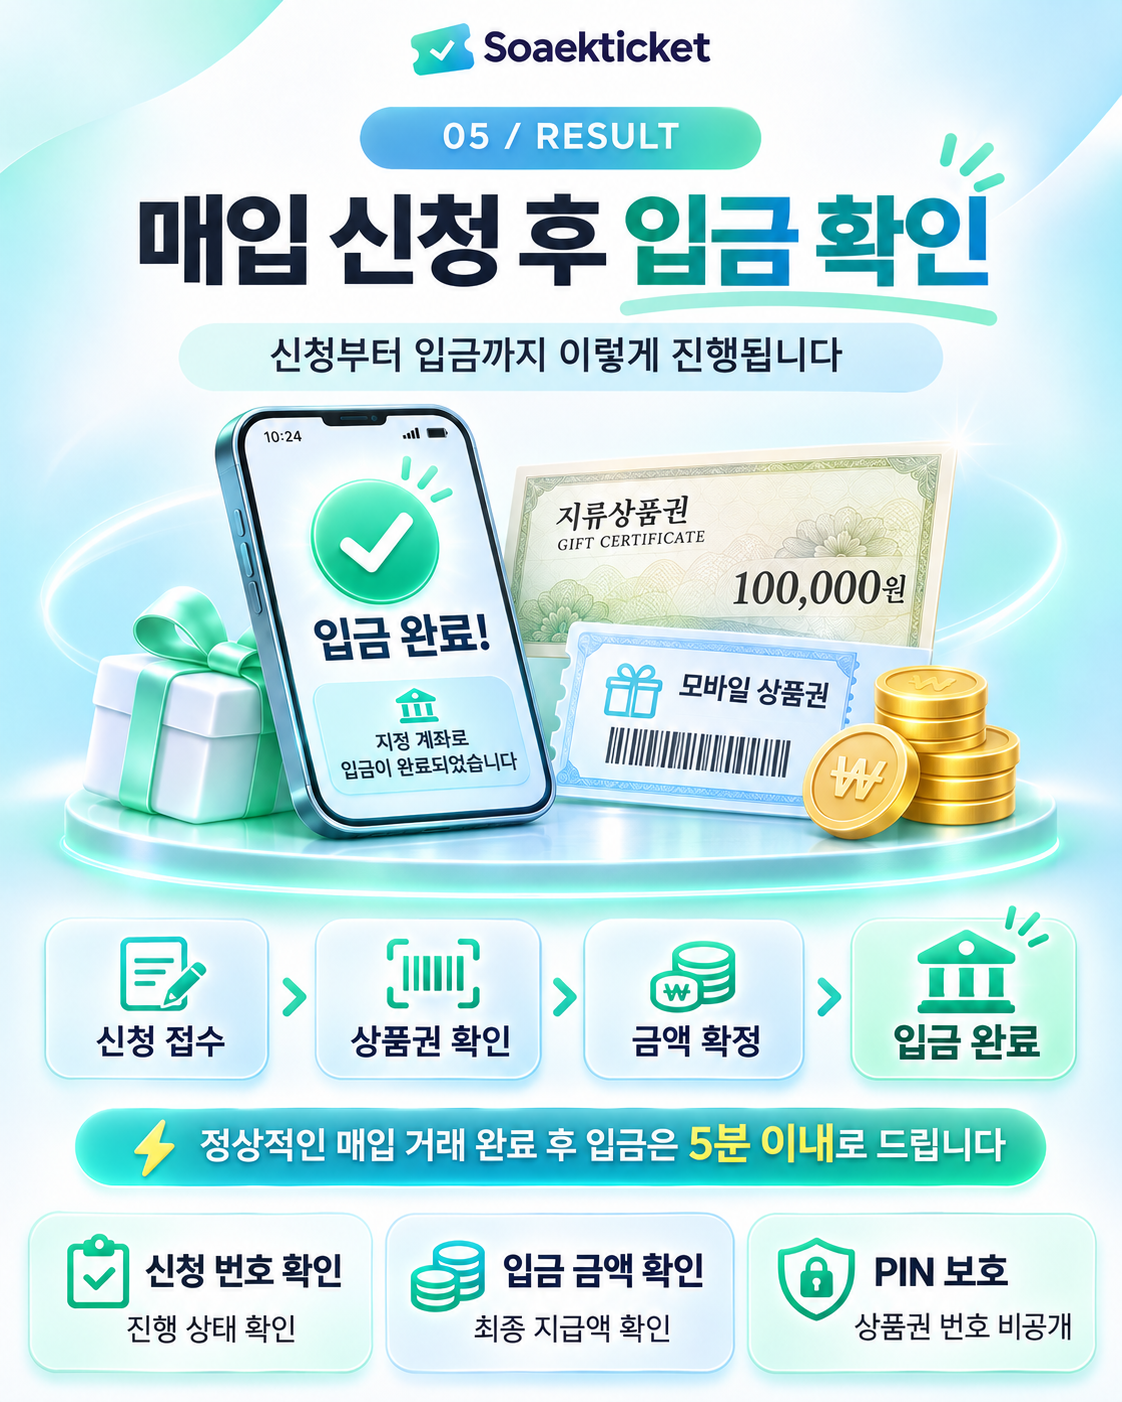 Soaekticket
05 / RESULT
매입 신청 후 입금 확인
신청부터 입금까지 이렇게 진행됩니다
10:24
입금 완료!
지정 계좌로
입금이 완료되었습니다
지류상품권
GIFT CERTIFICATE
100,000원
모바일 상품권
신청 접수
상품권 확인
금액 확정
입금 완료
정상적인 매입 거래 완료 후 입금은 5분 이내로 드립니다
신청 번호 확인
진행 상태 확인
입금 금액 확인
최종 지급액 확인
PIN 보호
상품권 번호 비공개